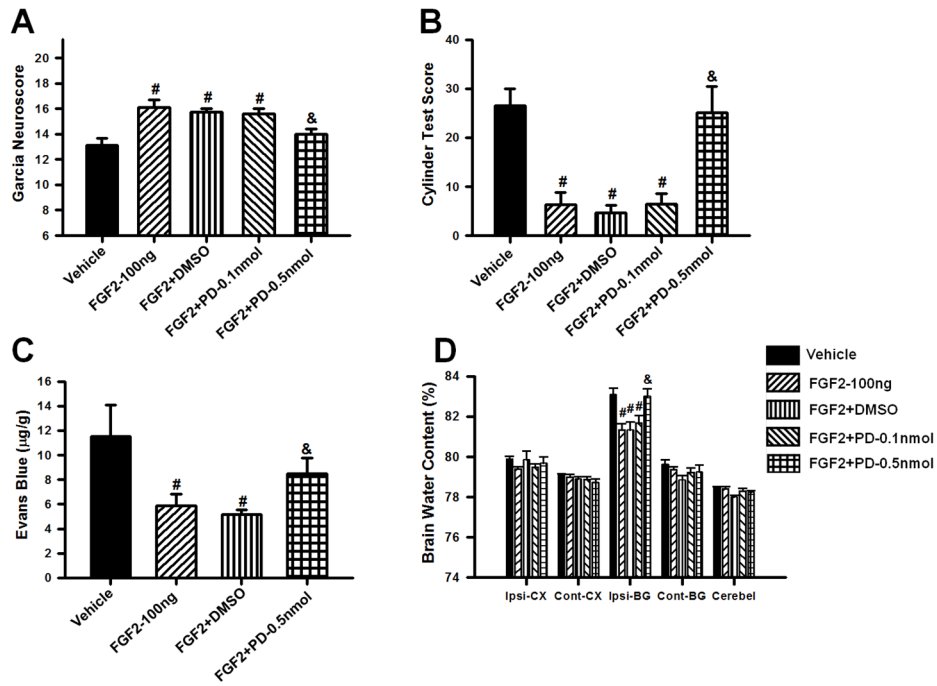 A
Garcia Neuroscore
20
18
16
14
12
10
8
6
#
#
#
&
Vehicle
FGF2-100ng
FGF2+DMSO
FGF2+PD-0.1nmol
FGF2+PD-0.5nmol
B
Cylinder Test Score
40
30
20
10
0
#
#
#
&
Vehicle
FGF2-100ng
FGF2+DMSO
FGF2+PD-0.1nmol
FGF2+PD-0.5nmol
C
Evans Blue (μg/g)
16
14
12
10
8
6
4
2
0
#
#
&
Vehicle
FGF2-100ng
FGF2+DMSO
FGF2+PD-0.5nmol
D
Brain Water Content (%)
84
82
80
78
76
74
###
&
Ipsi-CX
Cont-CX
Ipsi-BG
Cont-BG
Cerebel
Vehicle
FGF2-100ng
FGF2+DMSO
FGF2+PD-0.1nmol
FGF2+PD-0.5nmol